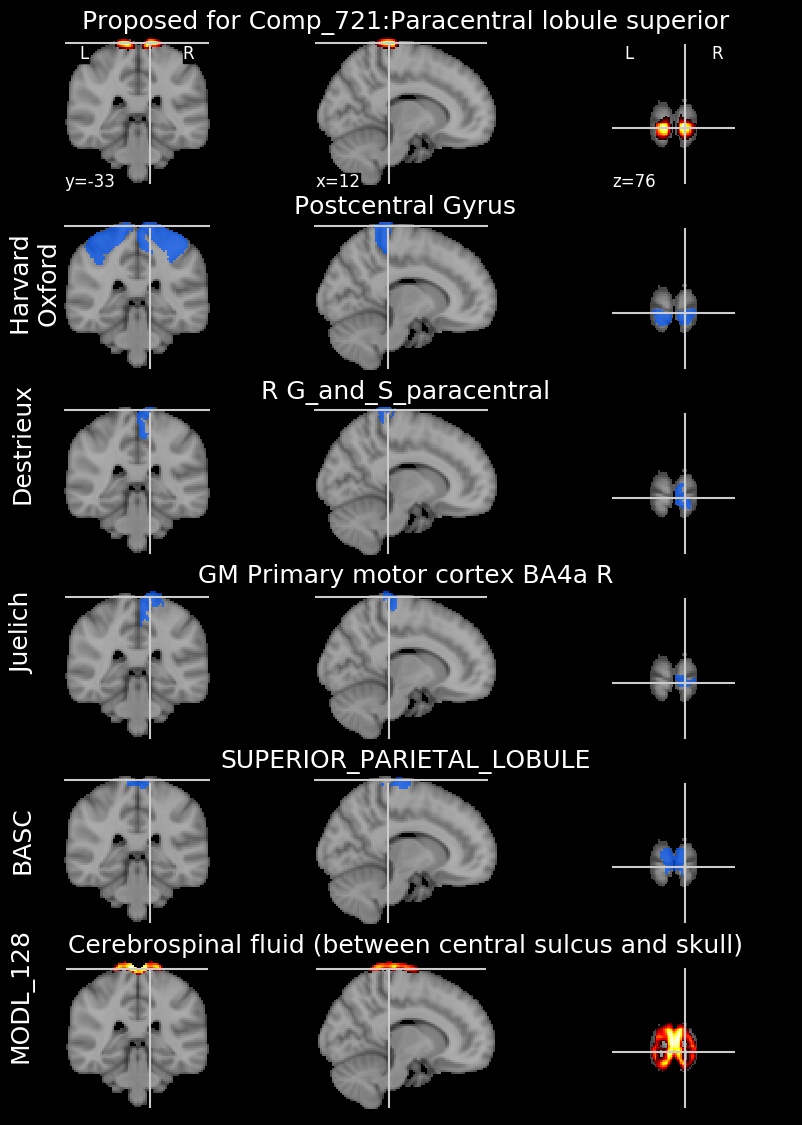 Proposed for Comp_721:Paracentral lobule superior
L R L R
y=-33 x=12 z=76
Postcentral Gyrus
Harvard
Oxford
R G_and_S_paracentral
Destrieux
GM Primary motor cortex BA4a R
Juelich
SUPERIOR_PARIETAL_LOBULE
BASC
Cerebrospinal fluid (between central sulcus and skull)
MODL_128